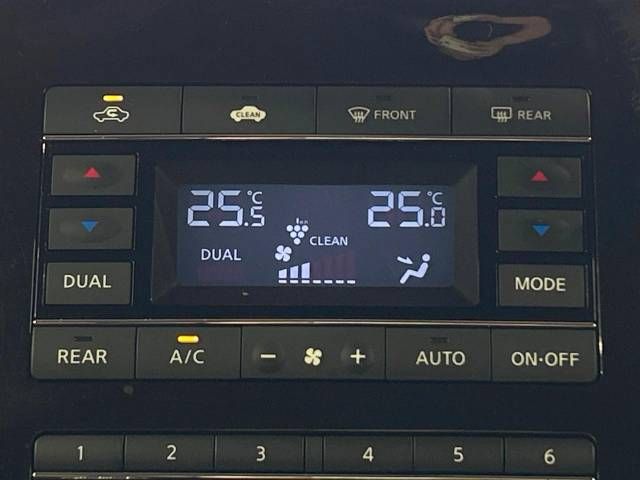 CLEAN FRONT REAR
25.5°C 25.0°C
CLEAN
DUAL
DUAL MODE
REAR A/C − + AUTO ON·OFF
1 2 3 4 5 6